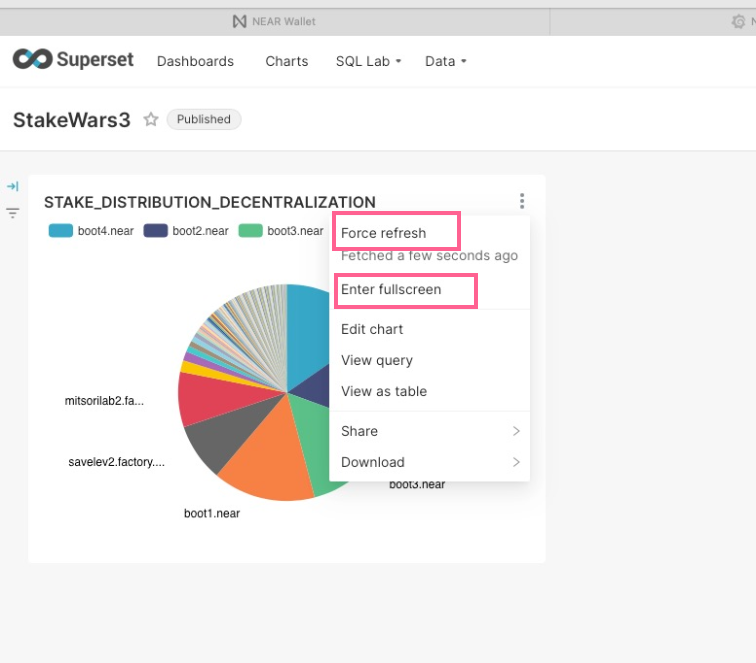 NEAR Wallet
N
Superset
Dashboards Charts SQL Lab Data
StakeWars3 Published
STAKE_DISTRIBUTION_DECENTRALIZATION
boot4.near boot2.near boot3.near
Force refresh
Fetched a few seconds ago
Enter fullscreen
Edit chart
View query
View as table
Share
Download
mitsorilab2.fa...
savelev2.factory....
boot3.near
boot1.near